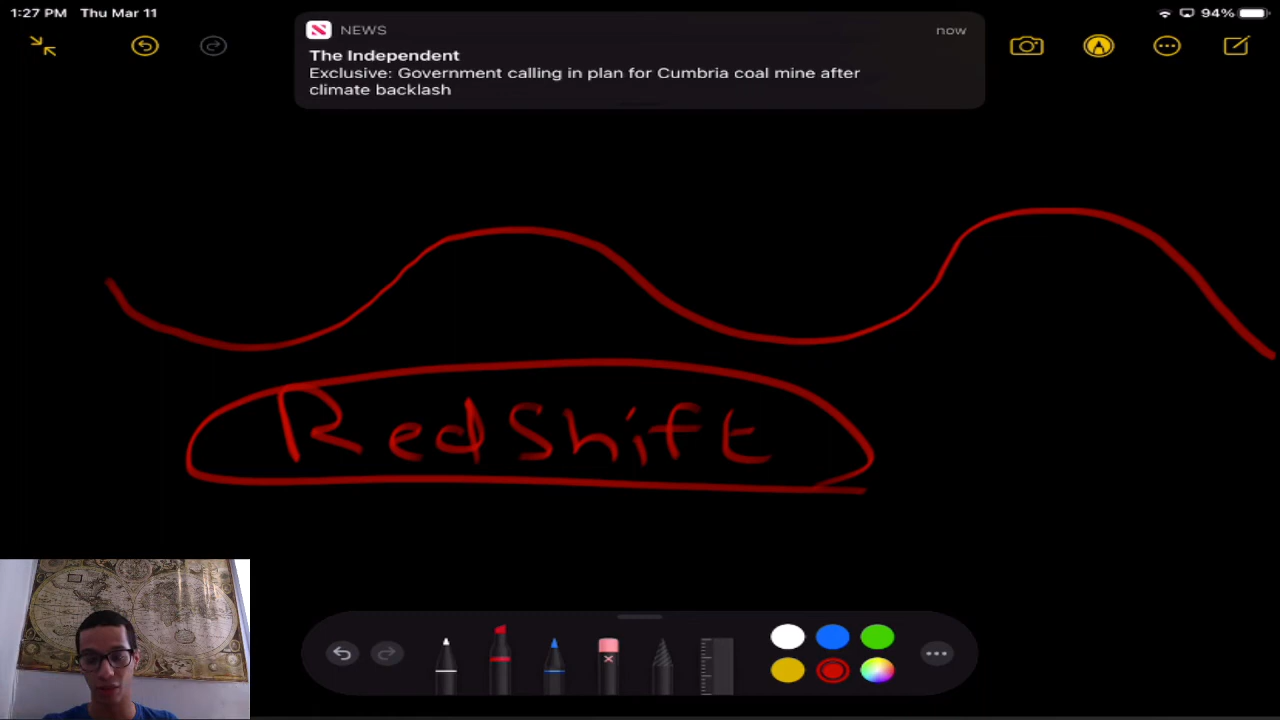 1:27 PM Thu Mar 11
94%
NEWS
now
The Independent
Exclusive: Government calling in plan for Cumbria coal mine after
climate backlash
RedShift